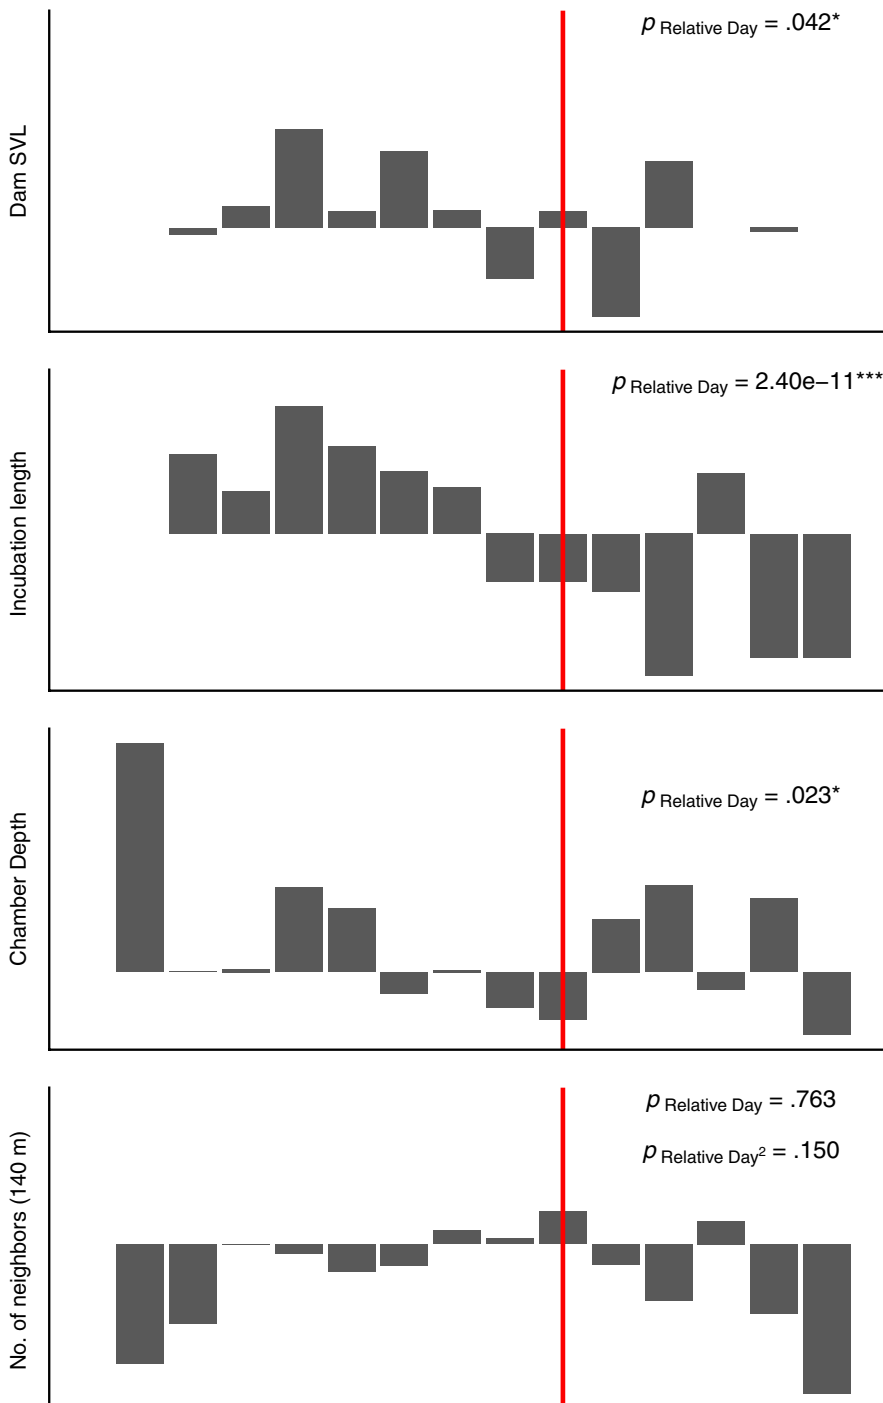 p Relative Day = .042*
Dam SVL
p Relative Day = 2.40e−11***
Incubation length
p Relative Day = .023*
Chamber Depth
p Relative Day = .763
p Relative Day² = .150
No. of neighbors (140 m)